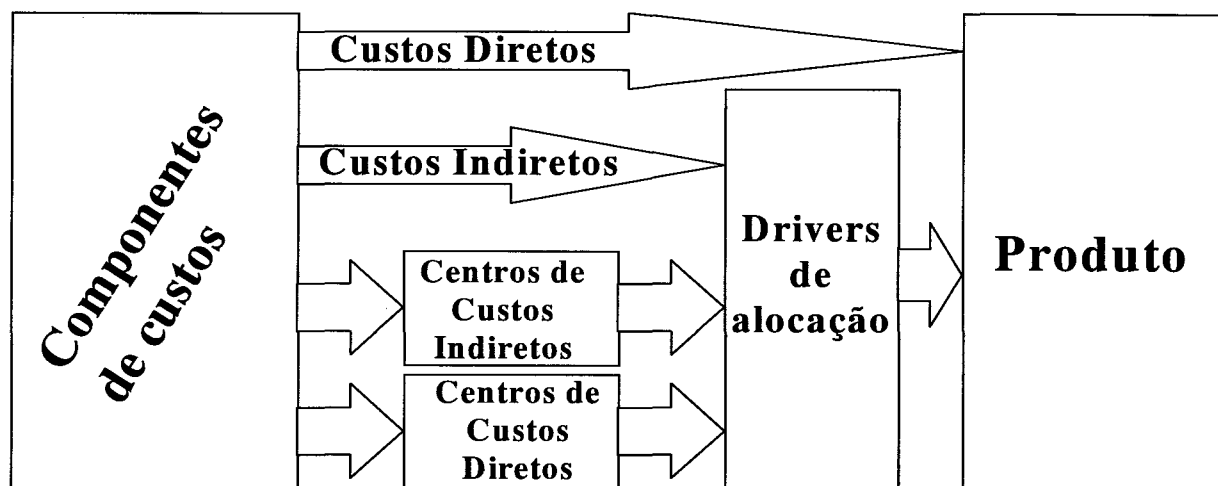 Custos Diretos
Componentes
de custos
Custos Indiretos
Centros de
Custos
Indiretos
Centros de
Custos
Diretos
Drivers
de
alocação
Produto